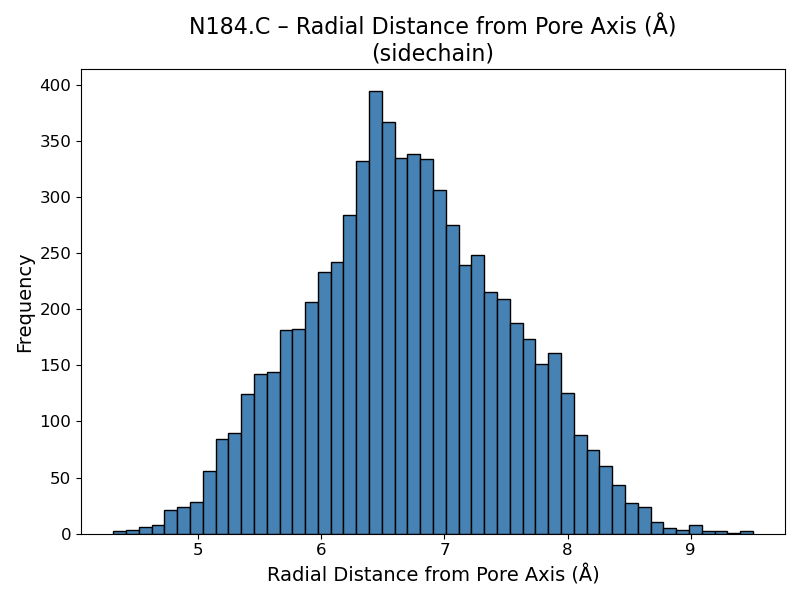 N184.C – Radial Distance from Pore Axis (Å)
(sidechain)
400
350
300
250
200
150
100
50
0
Frequency
5 6 7 8 9
Radial Distance from Pore Axis (Å)